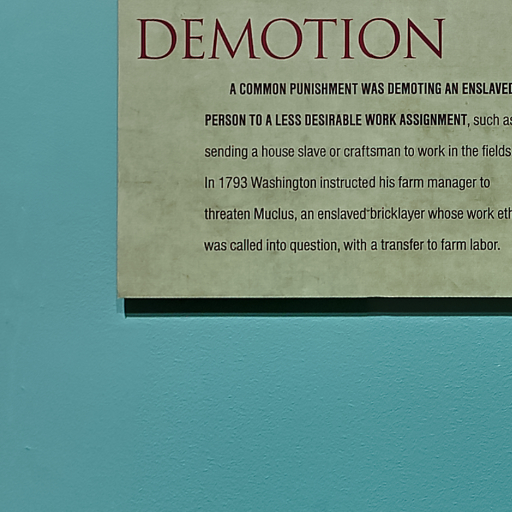 DEMOTION
A COMMON PUNISHMENT WAS DEMOTING AN ENSLAVED
PERSON TO A LESS DESIRABLE WORK ASSIGNMENT, such as
sending a house slave or craftsman to work in the fields
In 1793 Washington instructed his farm manager to
threaten Muclus, an enslaved bricklayer whose work eth
was called into question, with a transfer to farm labor.